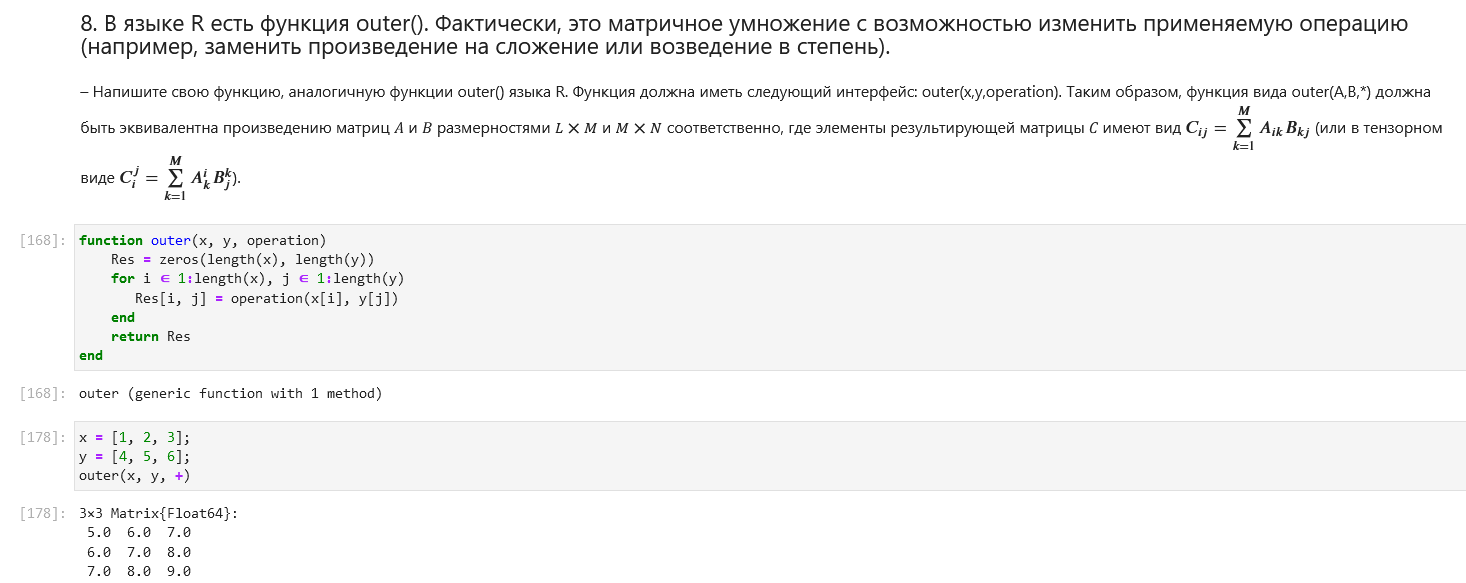 8. В языке R есть функция outer(). Фактически, это матричное умножение с возможностью изменить применяемую операцию
(например, заменить произведение на сложение или возведение в степень).
– Напишите свою функцию, аналогичную функции outer() языка R. Функция должна иметь следующий интерфейс: outer(x,y,operation). Таким образом, функция вида outer(A,B,*) должна
быть эквивалентна произведению матриц A и B размерностями L × M и M × N соответственно, где элементы результирующей матрицы C имеют вид C_{ij} = \sum_{k=1}^{M} A_{ik} B_{kj} (или в тензорном
виде C_i^j = \sum_{k=1}^{M} A_k^i B_j^k).
[168]: function outer(x, y, operation)
    Res = zeros(length(x), length(y))
    for i ∈ 1:length(x), j ∈ 1:length(y)
       Res[i, j] = operation(x[i], y[j])
    end
    return Res
end
[168]: outer (generic function with 1 method)
[178]: x = [1, 2, 3];
y = [4, 5, 6];
outer(x, y, +)
[178]: 3×3 Matrix{Float64}:
 5.0  6.0  7.0
 6.0  7.0  8.0
 7.0  8.0  9.0